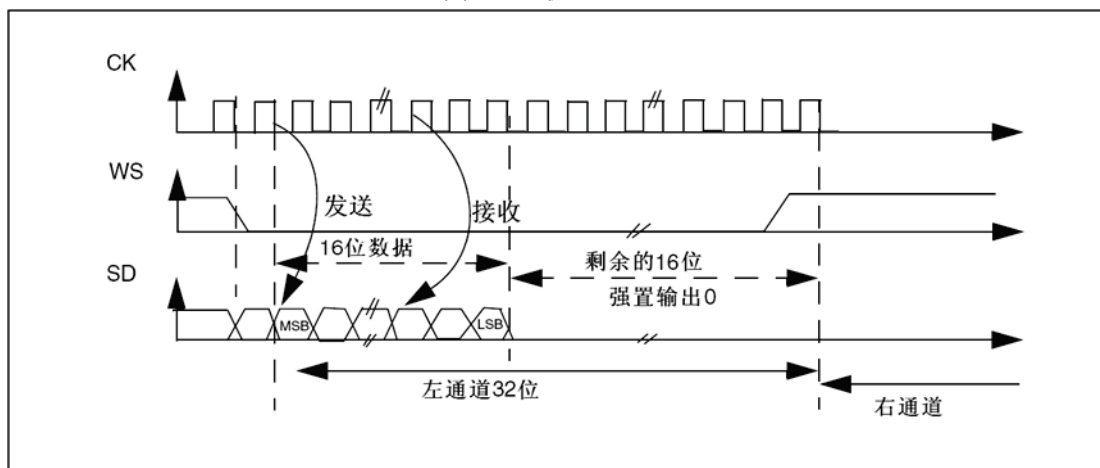 CK
WS
发送
接收
16位数据
剩余的16位
强置输出0
SD
MSB
LSB
左通道32位
右通道